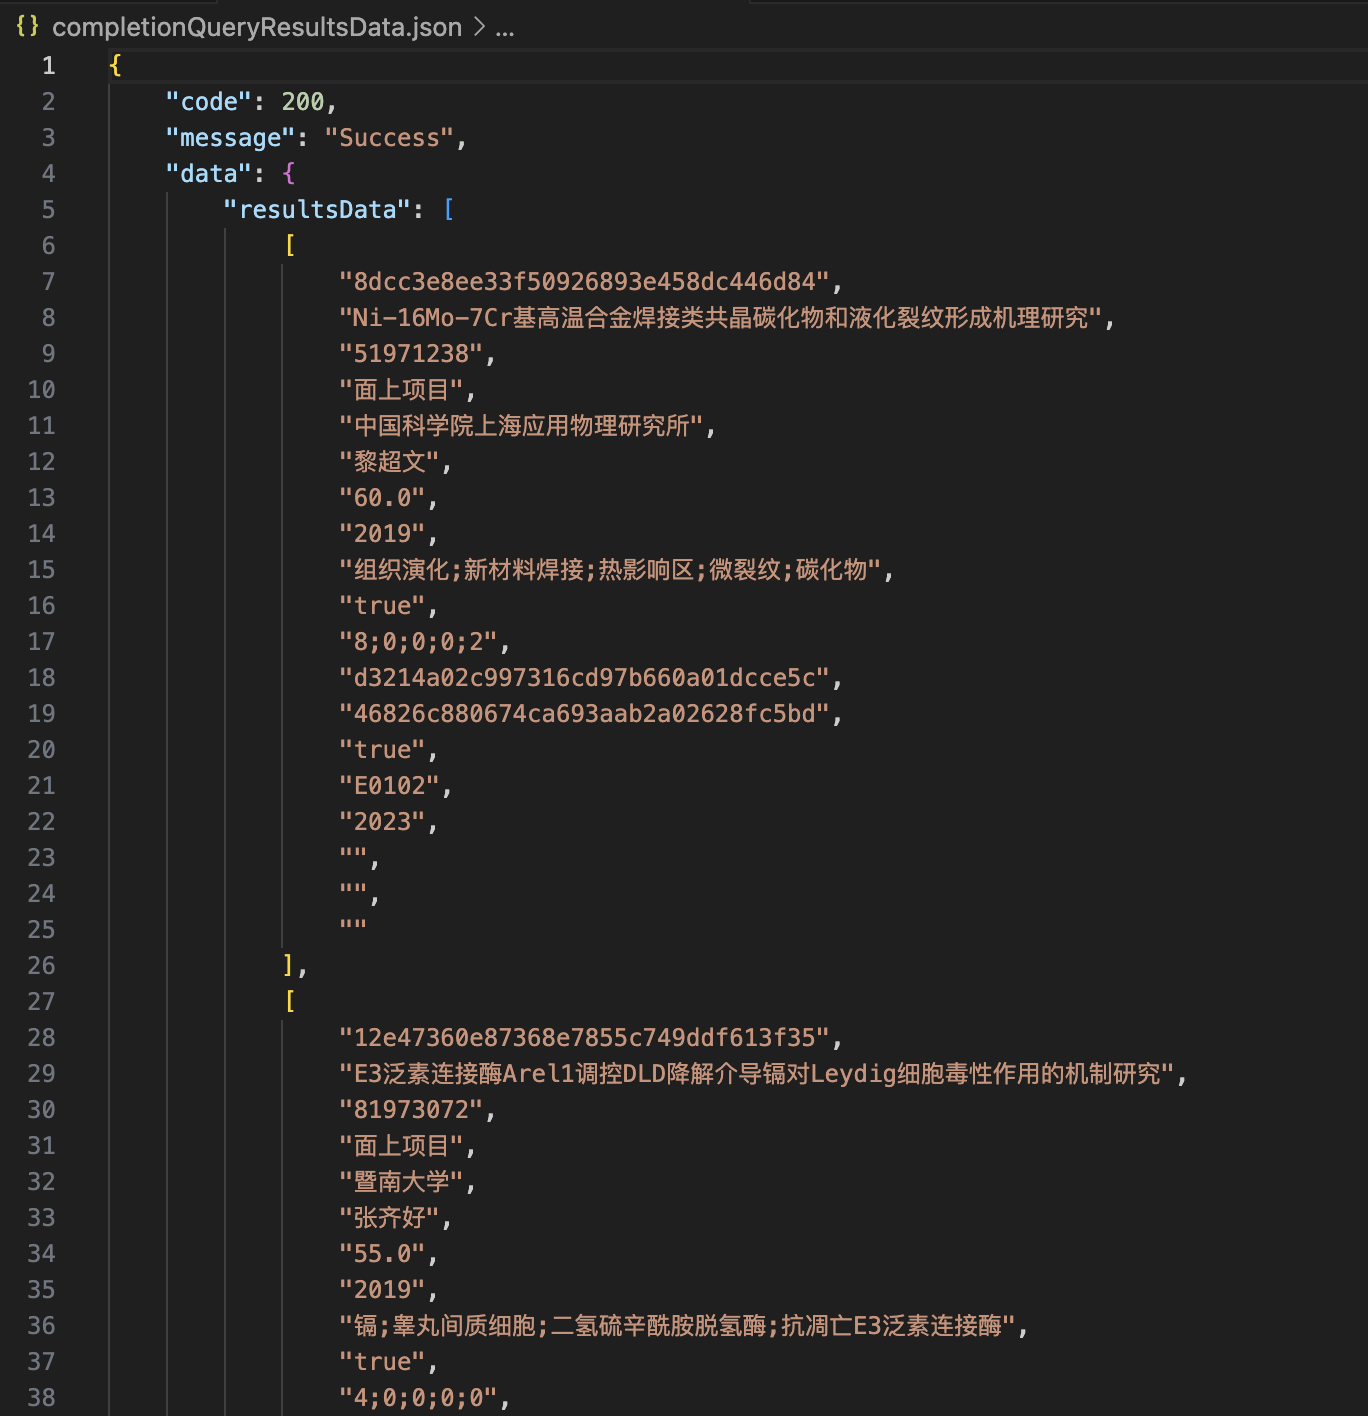 {} completionQueryResultsData.json > ...
1 {
2 "code": 200,
3 "message": "Success",
4 "data": {
5 "resultsData": [
6 [
7 "8dcc3e8ee33f50926893e458dc446d84",
8 "Ni-16Mo-7Cr基高温合金焊接类共晶碳化物和液化裂纹形成机理研究",
9 "51971238",
10 "面上项目",
11 "中国科学院上海应用物理研究所",
12 "黎超文",
13 "60.0",
14 "2019",
15 "组织演化;新材料焊接;热影响区;微裂纹;碳化物",
16 "true",
17 "8;0;0;0;2",
18 "d3214a02c997316cd97b660a01dcce5c",
19 "46826c880674ca693aab2a02628fc5bd",
20 "true",
21 "E0102",
22 "2023",
23 "",
24 "",
25 ""
26 ],
27 [
28 "12e47360e87368e7855c749ddf613f35",
29 "E3泛素连接酶Arel1调控DLD降解介导镉对Leydig细胞毒性作用的机制研究",
30 "81973072",
31 "面上项目",
32 "暨南大学",
33 "张齐好",
34 "55.0",
35 "2019",
36 "镉;睾丸间质细胞;二氢硫辛酰胺脱氢酶;抗凋亡E3泛素连接酶",
37 "true",
38 "4;0;0;0;0",